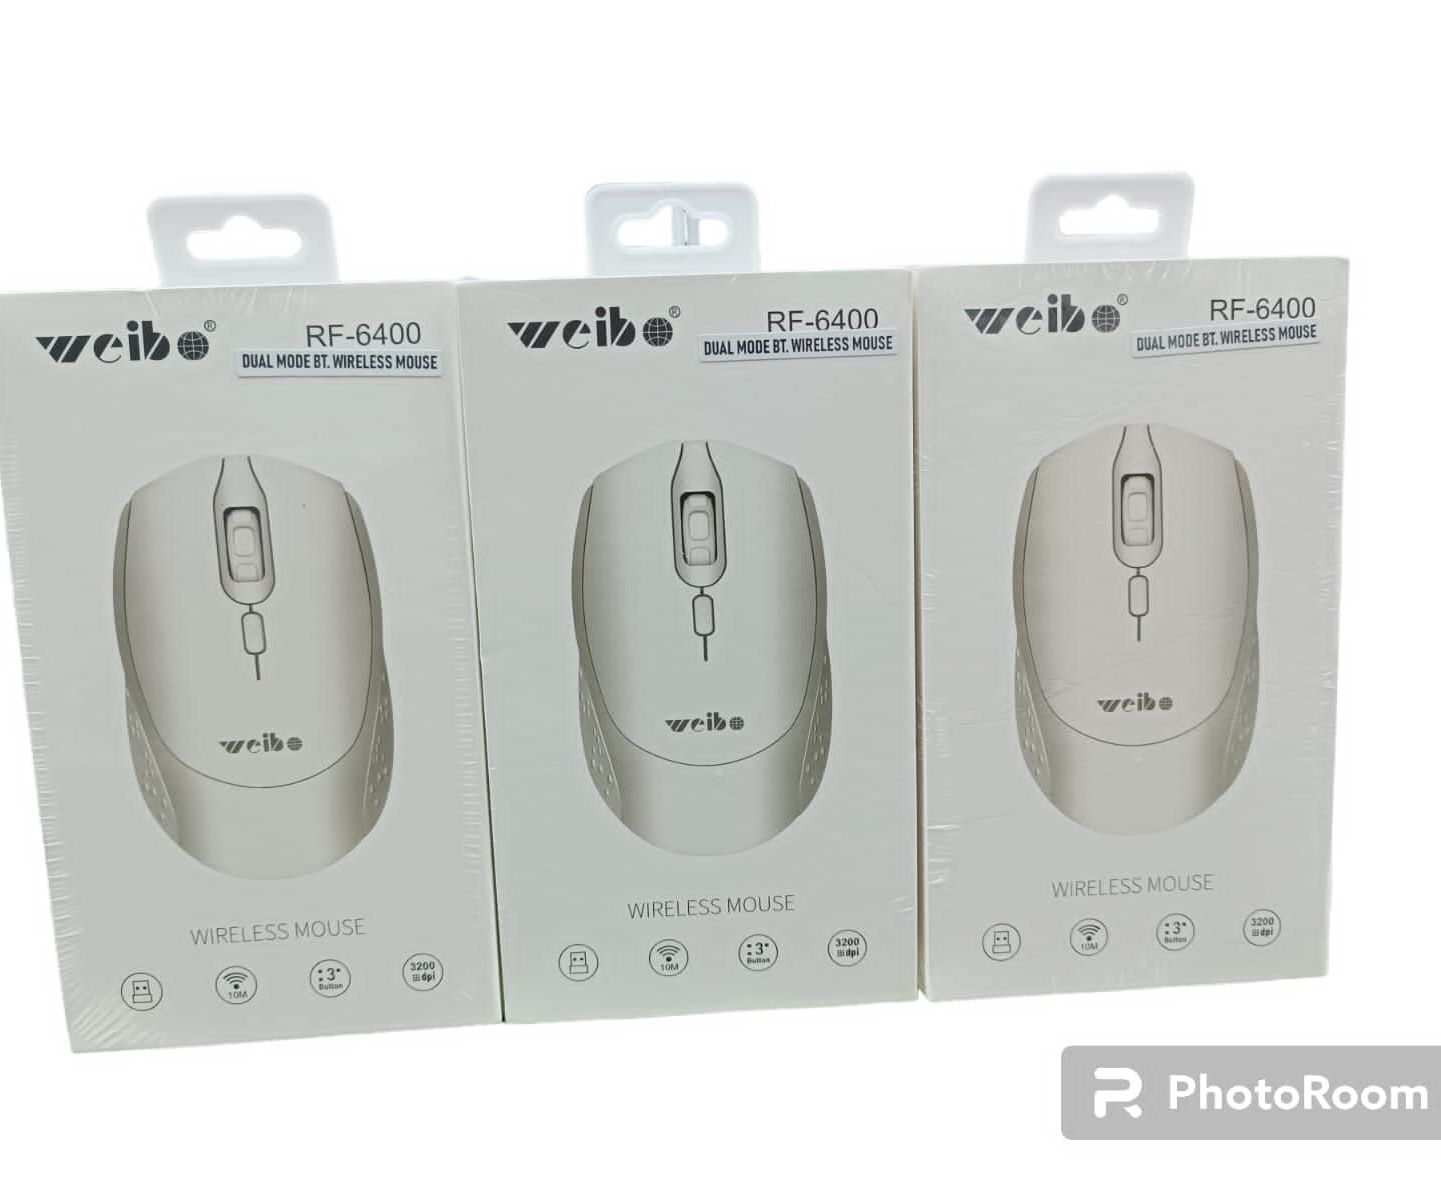 weibo®
RF-6400
DUAL MODE BT. WIRELESS MOUSE
weibo
WIRELESS MOUSE
10M
3
Button
3200
dpi
weibo®
RF-6400
DUAL MODE BT. WIRELESS MOUSE
weibo
WIRELESS MOUSE
10M
3
Button
3200
dpi
weibo®
RF-6400
DUAL MODE BT. WIRELESS MOUSE
weibo
WIRELESS MOUSE
10M
3
Button
3200
dpi
PhotoRoom